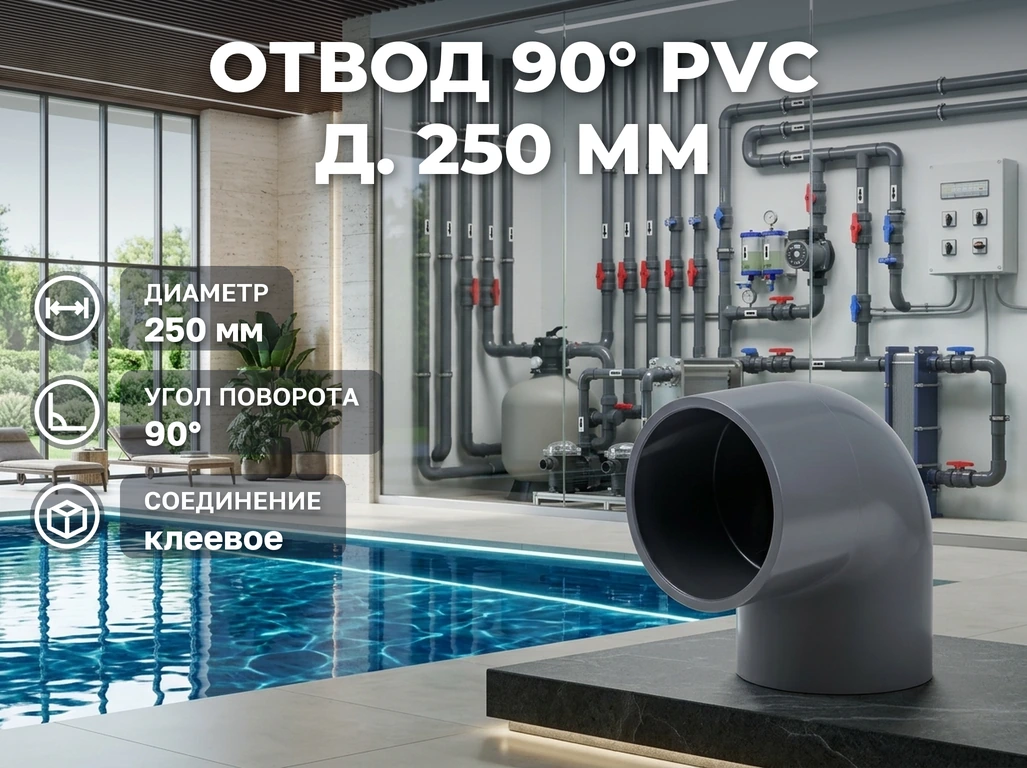 ОТВОД 90° PVC
Д. 250 ММ
ДИАМЕТР
250 мм
УГОЛ ПОВОРОТА
90°
СОЕДИНЕНИЕ
клеевое